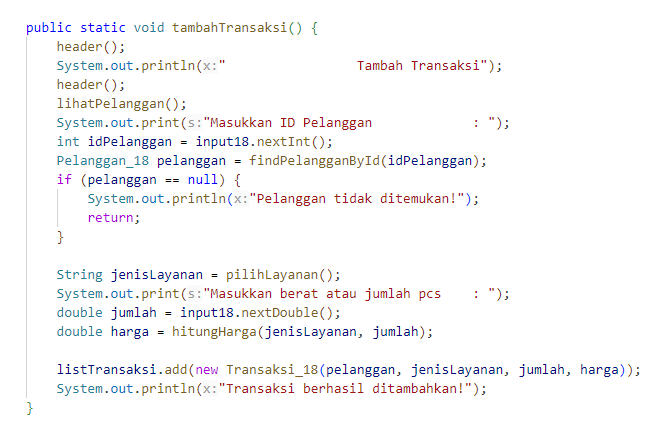 public static void tambahTransaksi() {
    header();
    System.out.println(x:"                 Tambah Transaksi");
    header();
    lihatPelanggan();
    System.out.print(s:"Masukkan ID Pelanggan             : ");
    int idPelanggan = input18.nextInt();
    Pelanggan_18 pelanggan = findPelangganById(idPelanggan);
    if (pelanggan == null) {
        System.out.println(x:"Pelanggan tidak ditemukan!");
        return;
    }

    String jenisLayanan = pilihLayanan();
    System.out.print(s:"Masukkan berat atau jumlah pcs    : ");
    double jumlah = input18.nextDouble();
    double harga = hitungHarga(jenisLayanan, jumlah);

    listTransaksi.add(new Transaksi_18(pelanggan, jenisLayanan, jumlah, harga));
    System.out.println(x:"Transaksi berhasil ditambahkan!");
}